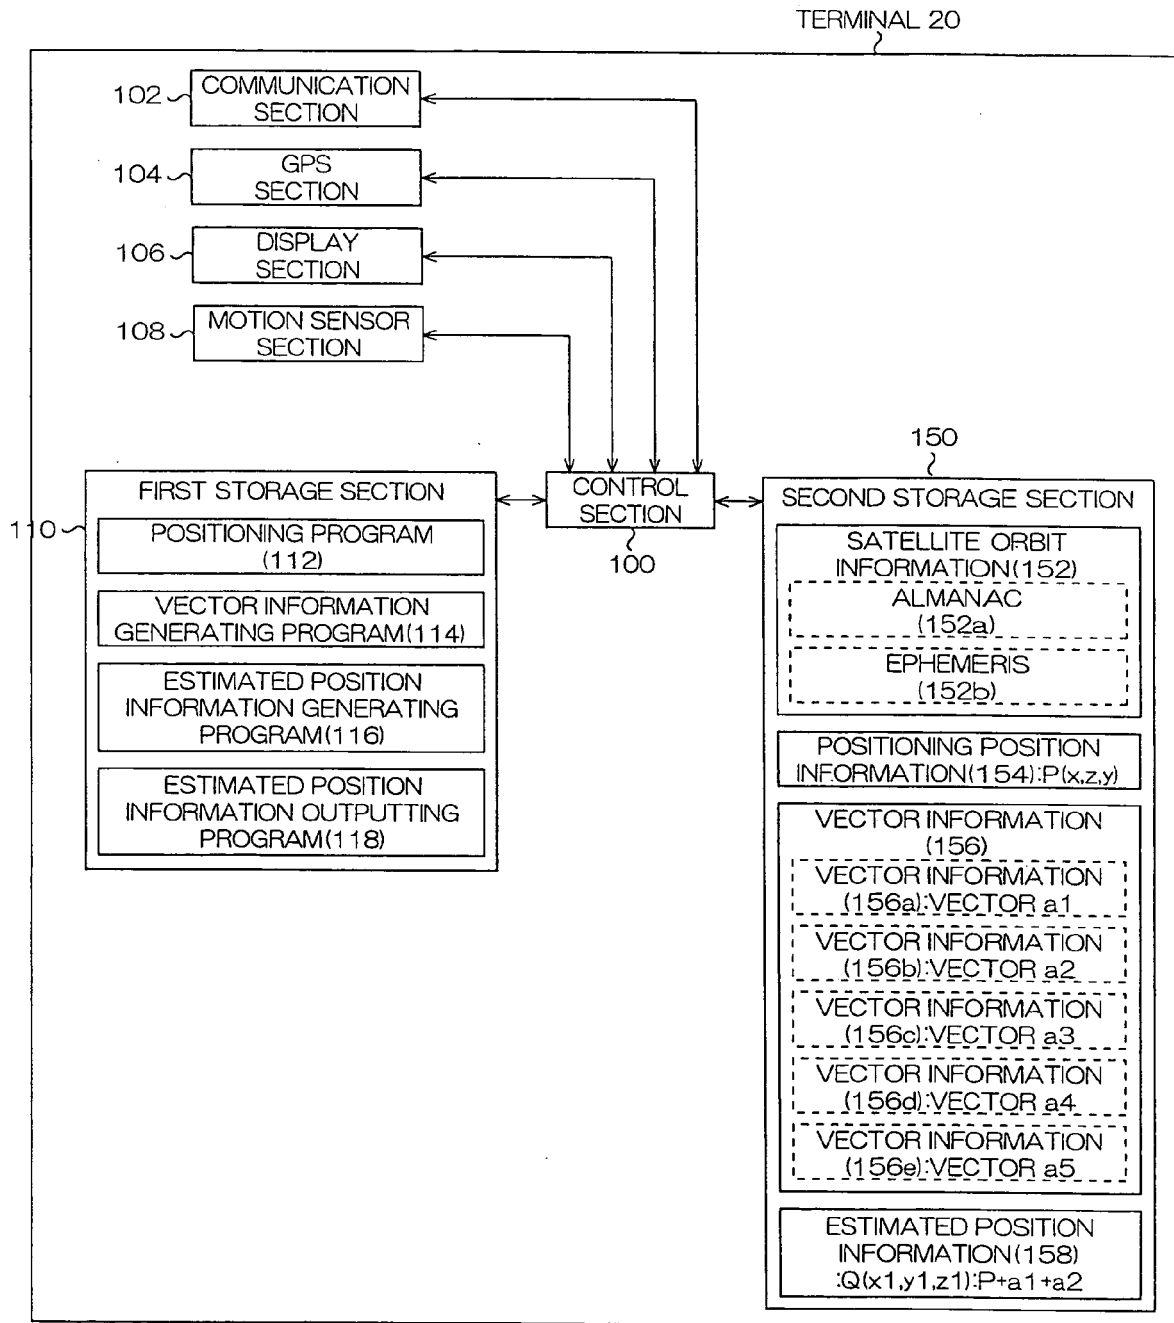 TERMINAL 20
102
COMMUNICATION
SECTION
104
GPS
SECTION
106
DISPLAY
SECTION
108
MOTION SENSOR
SECTION
110
FIRST STORAGE SECTION
POSITIONING PROGRAM
(112)
VECTOR INFORMATION
GENERATING PROGRAM(114)
ESTIMATED POSITION
INFORMATION GENERATING
PROGRAM(116)
ESTIMATED POSITION
INFORMATION OUTPUTTING
PROGRAM(118)
CONTROL
SECTION
100
150
SECOND STORAGE SECTION
SATELLITE ORBIT
INFORMATION(152)
ALMANAC
(152a)
EPHEMERIS
(152b)
POSITIONING POSITION
INFORMATION(154):P(x,z,y)
VECTOR INFORMATION
(156)
VECTOR INFORMATION
(156a):VECTOR a1
VECTOR INFORMATION
(156b):VECTOR a2
VECTOR INFORMATION
(156c):VECTOR a3
VECTOR INFORMATION
(156d):VECTOR a4
VECTOR INFORMATION
(156e):VECTOR a5
ESTIMATED POSITION
INFORMATION(158)
:Q(x1,y1,z1):P+a1+a2